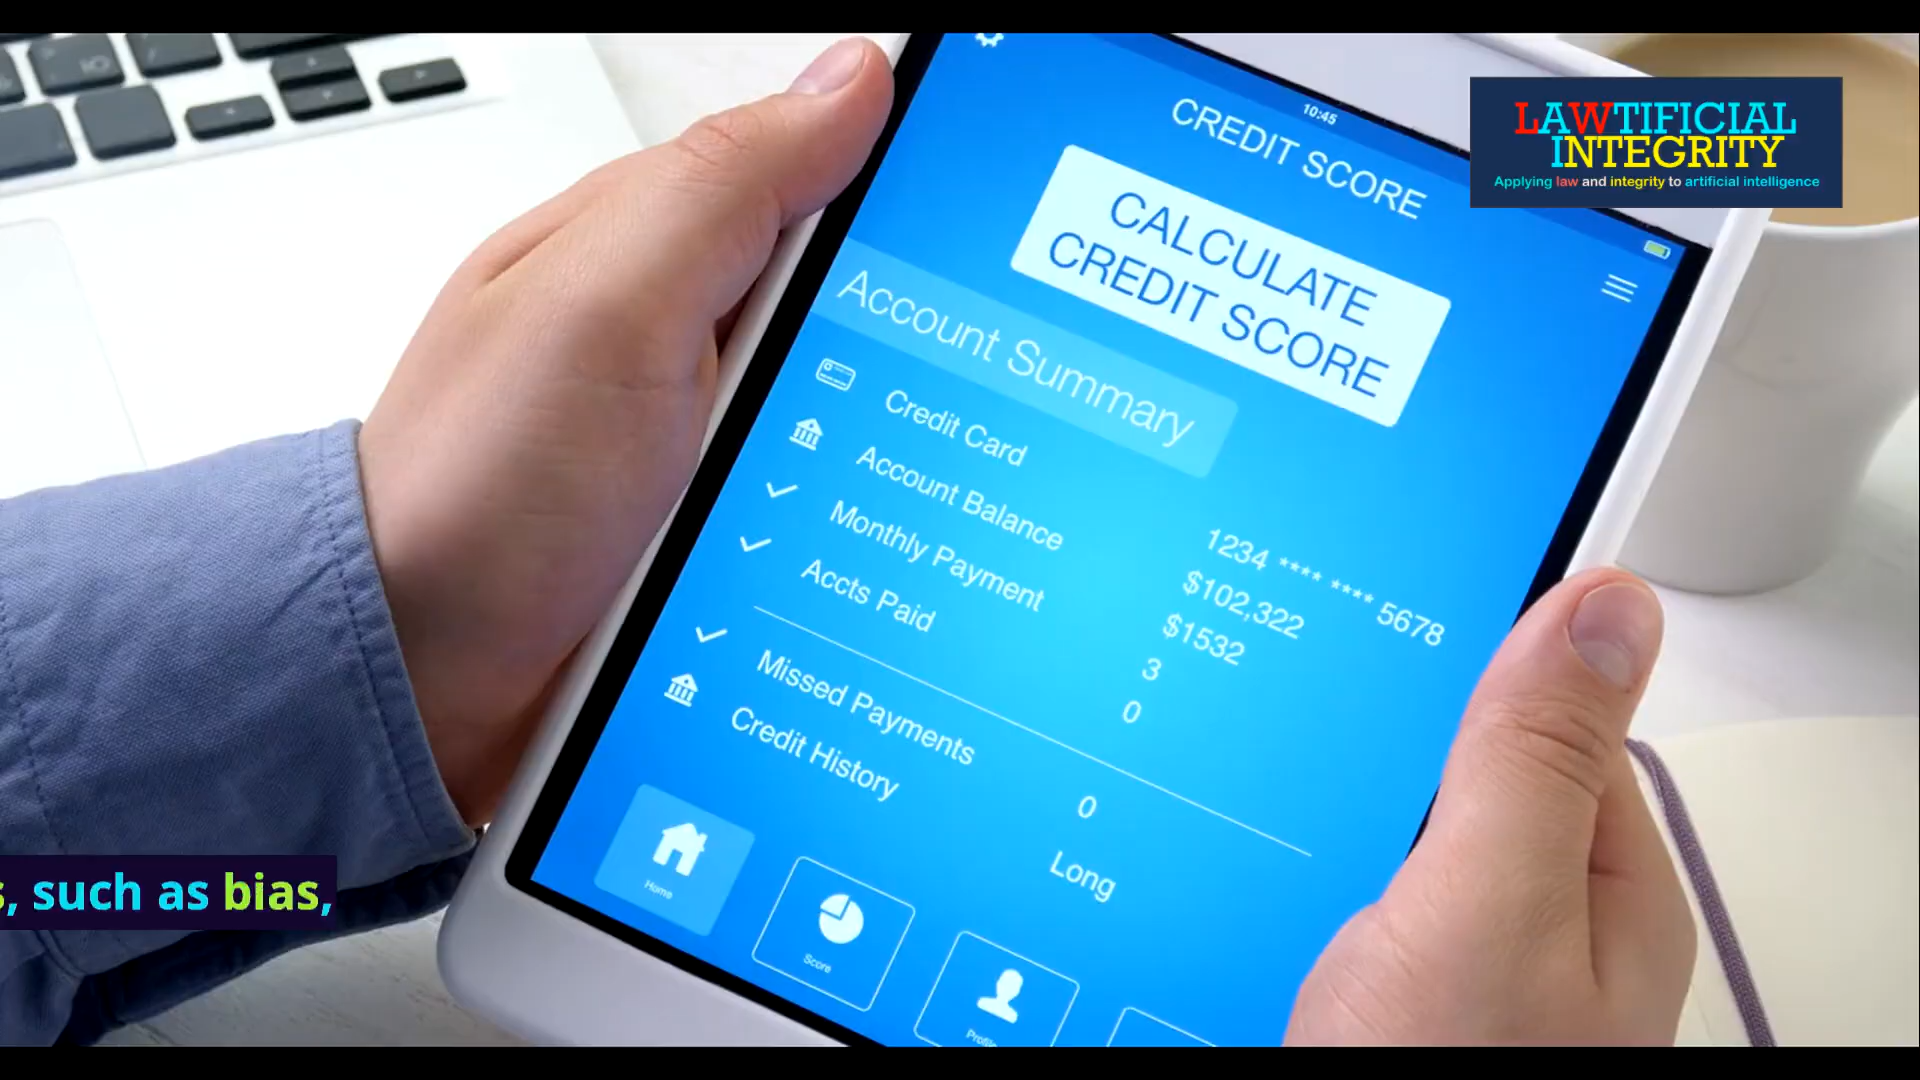 10:45
CREDIT SCORE
CALCULATE
CREDIT SCORE
Account Summary
Credit Card
1234 **** **** 5678
Account Balance
$102,322
Monthly Payment
$1532
Accts Paid
3
0
Missed Payments
0
Credit History
Long
Home
Score
Profile
LAWTIFICIAL
INTEGRITY
Applying law and integrity to artificial intelligence
, such as bias,